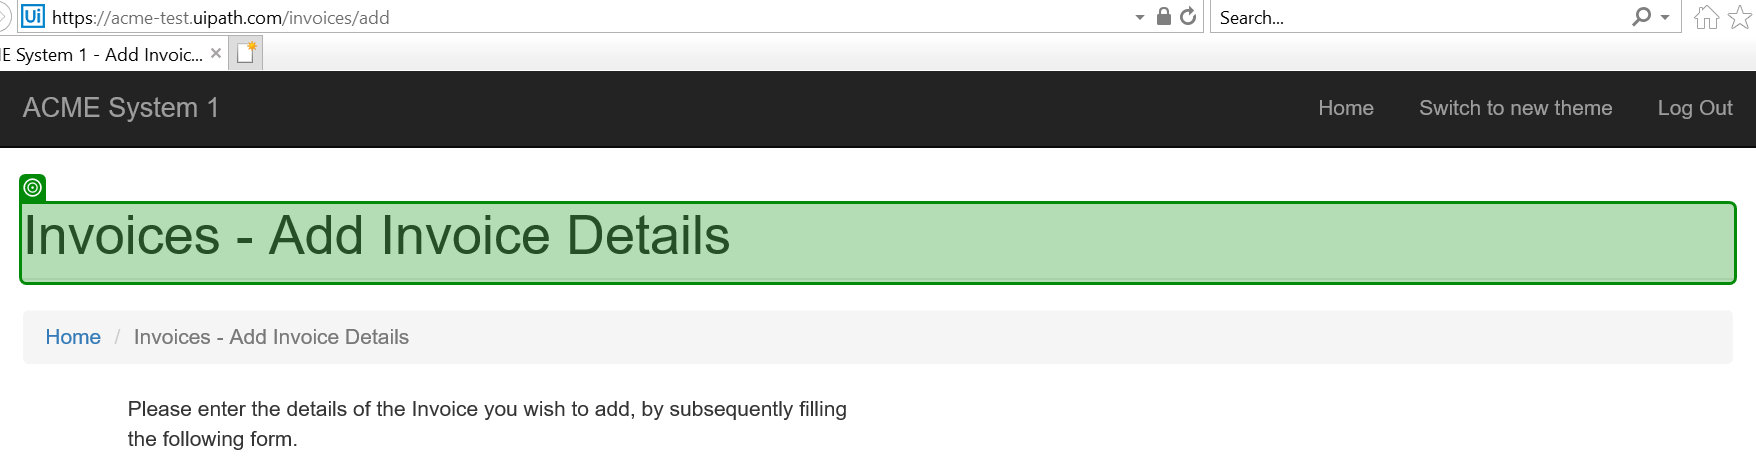 Ui https://acme-test.uipath.com/invoices/add Search...
E System 1 - Add Invoic...
ACME System 1 Home Switch to new theme Log Out
Invoices - Add Invoice Details
Home / Invoices - Add Invoice Details
Please enter the details of the Invoice you wish to add, by subsequently filling
the following form.